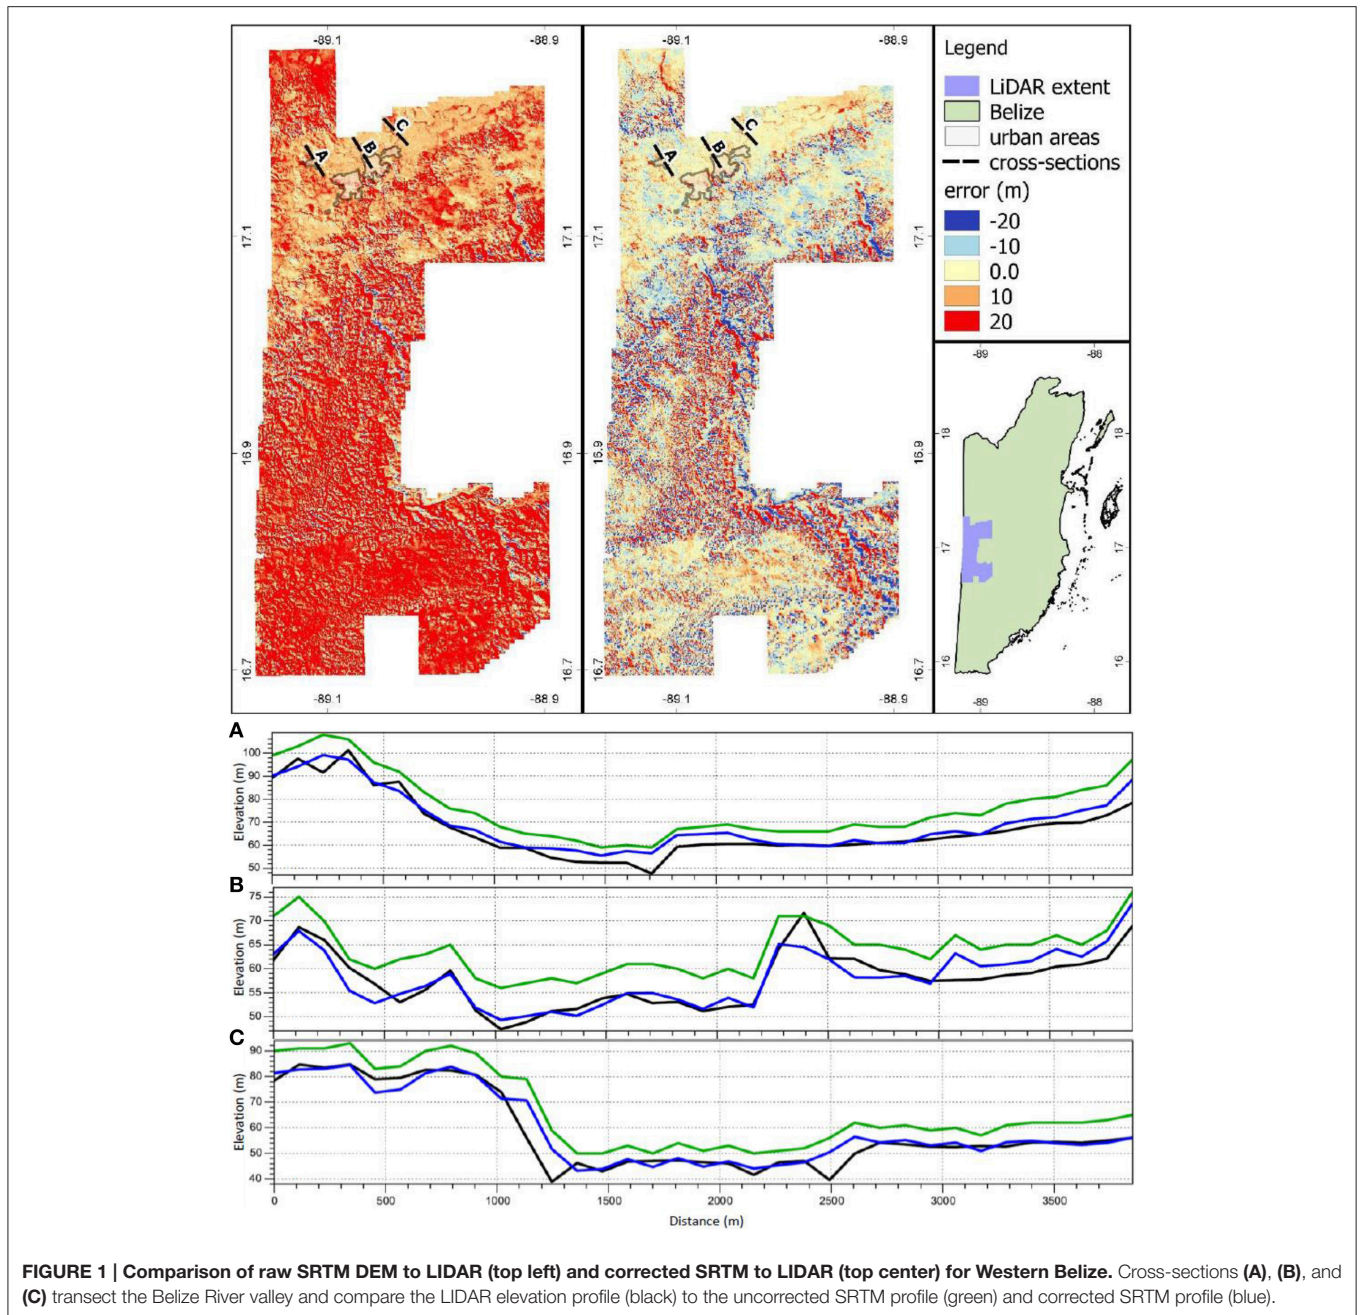 -89.1
-88.9
-89.1
-88.9
A
B
C
A
B
C
17.1
17.1
17.1
16.9
16.9
16.9
16.7
16.7
16.7
-89.1
-88.9
-89.1
-88.9
Legend
LiDAR extent
Belize
urban areas
cross-sections
error (m)
-20
-10
0.0
10
20
-89
-88
18
18
17
17
16
16
-89
-88
A
Elevation (m)
100
90
80
70
60
50
B
Elevation (m)
75
70
65
60
55
50
C
Elevation (m)
90
80
70
60
50
40
0
500
1000
1500
2000
2500
3000
3500
Distance (m)
FIGURE 1 | Comparison of raw SRTM DEM to LIDAR (top left) and corrected SRTM to LIDAR (top center) for Western Belize. Cross-sections (A), (B), and
(C) transect the Belize River valley and compare the LIDAR elevation profile (black) to the uncorrected SRTM profile (green) and corrected SRTM profile (blue).